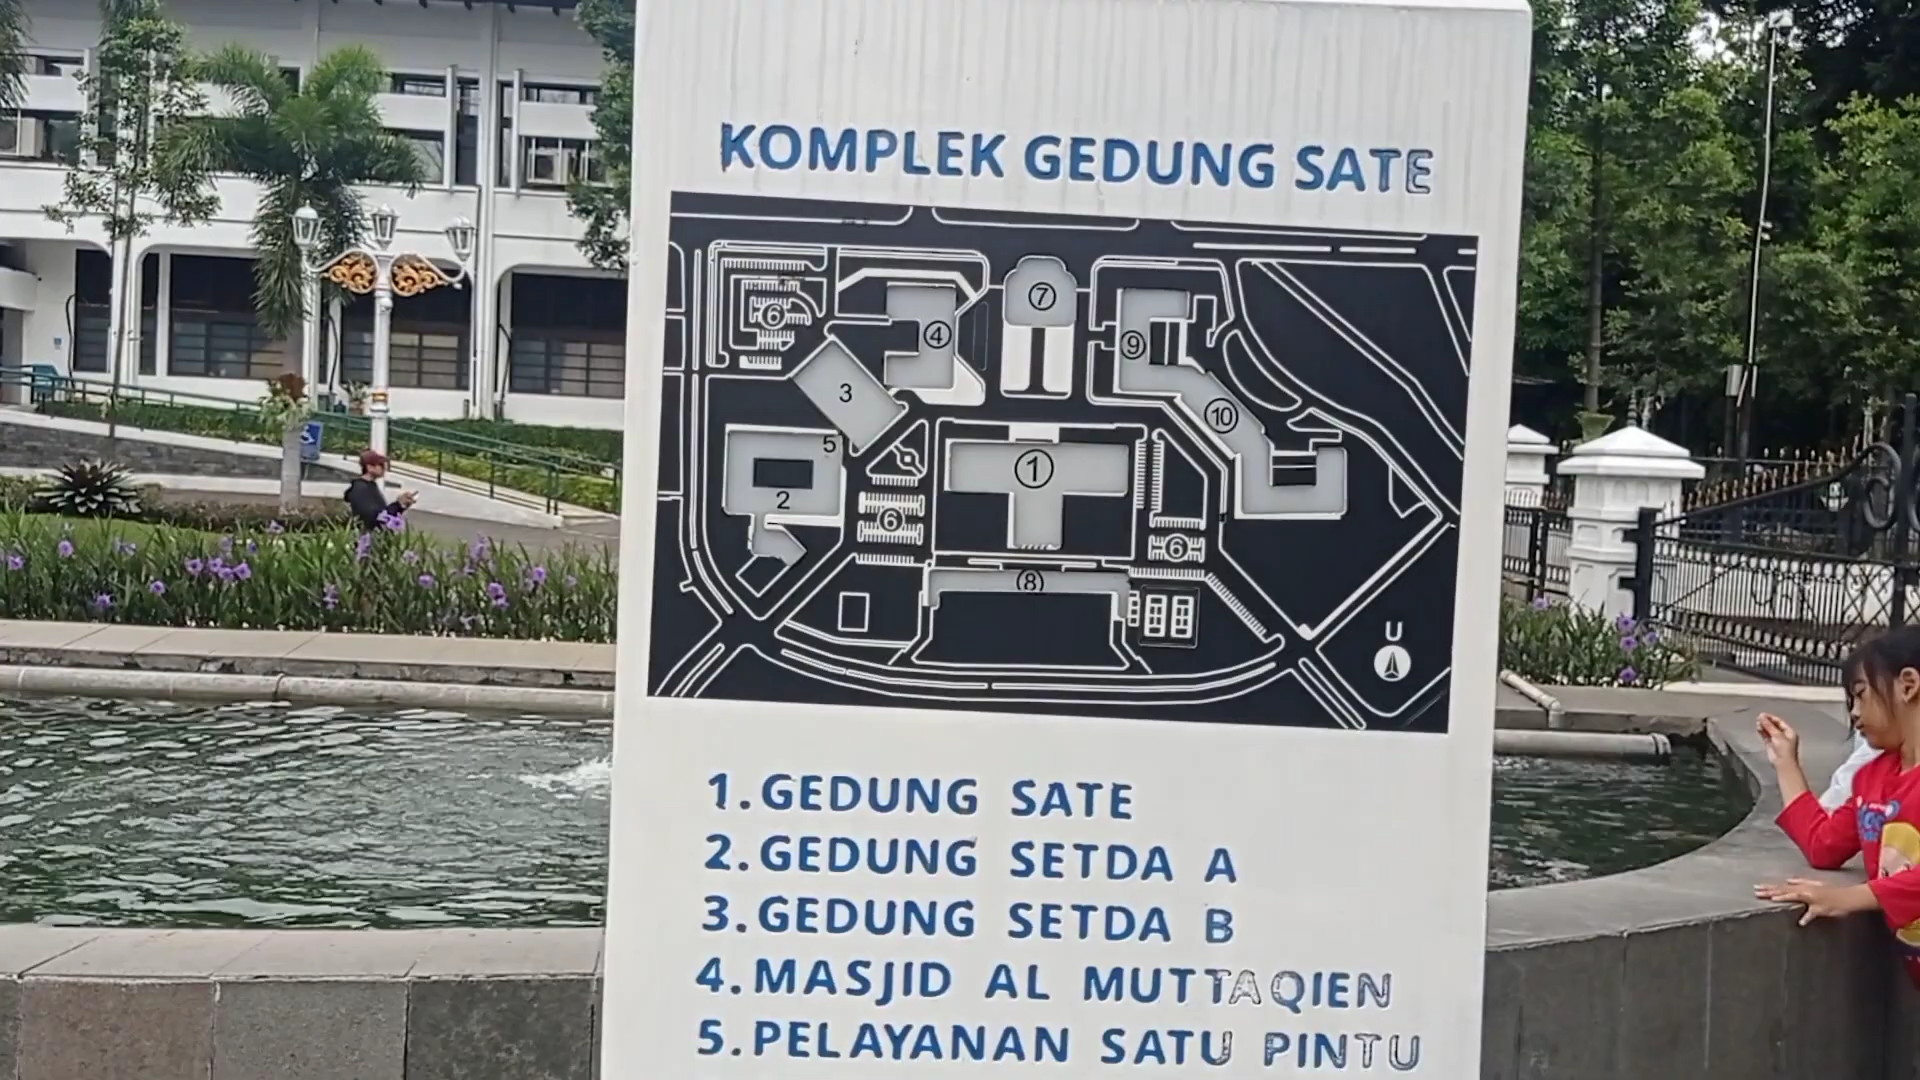 KOMPLEK GEDUNG SATE
7
6
4
9
3
10
5
1
2
6
6
8
U
1. GEDUNG SATE
2. GEDUNG SETDA A
3. GEDUNG SETDA B
4. MASJID AL MUTTAQIEN
5. PELAYANAN SATU PINTU